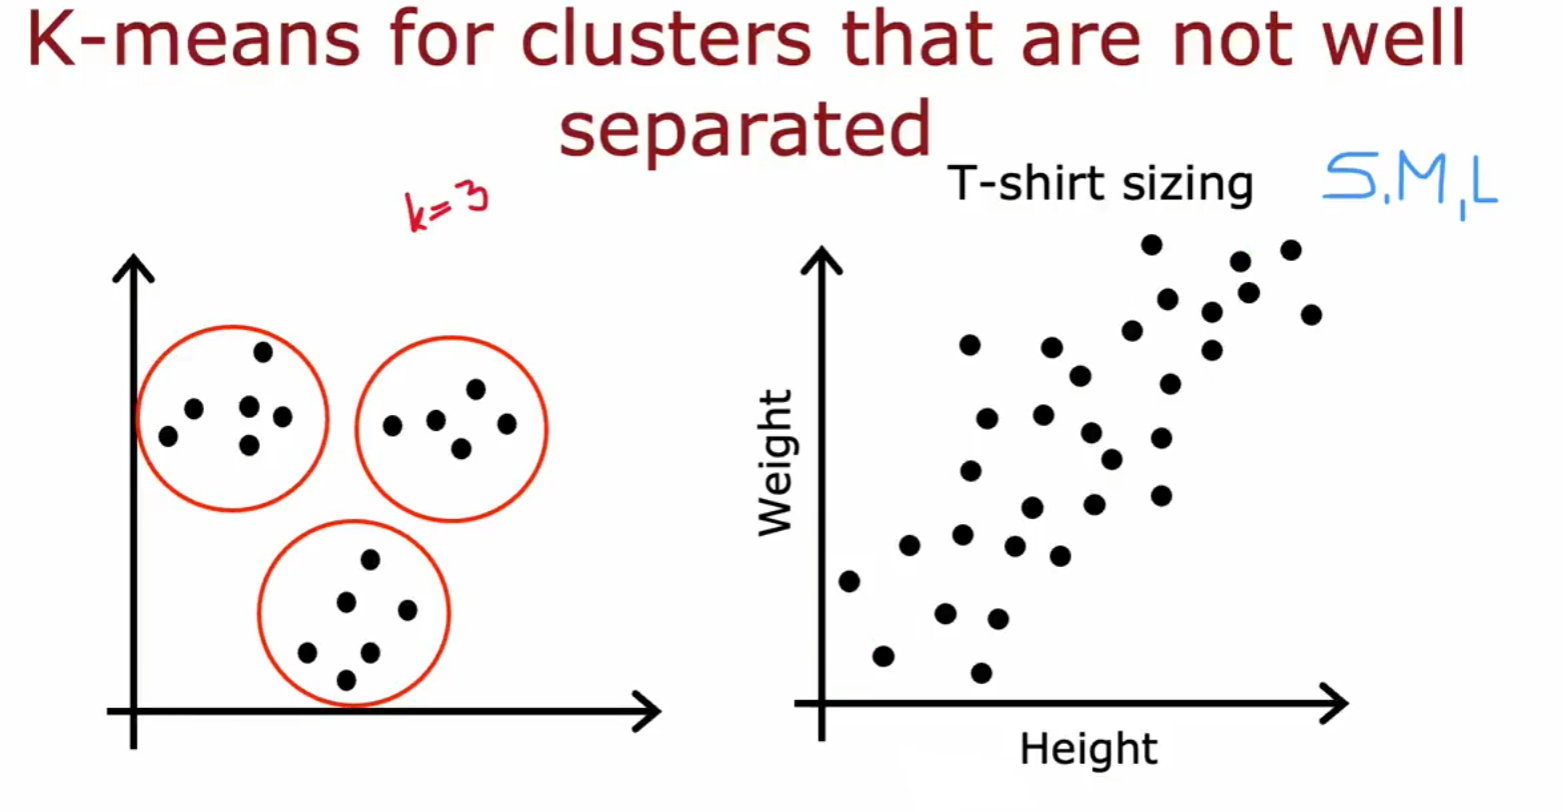 K-means for clusters that are not well
separated
k=3
T-shirt sizing
S,M,L
Weight
Height